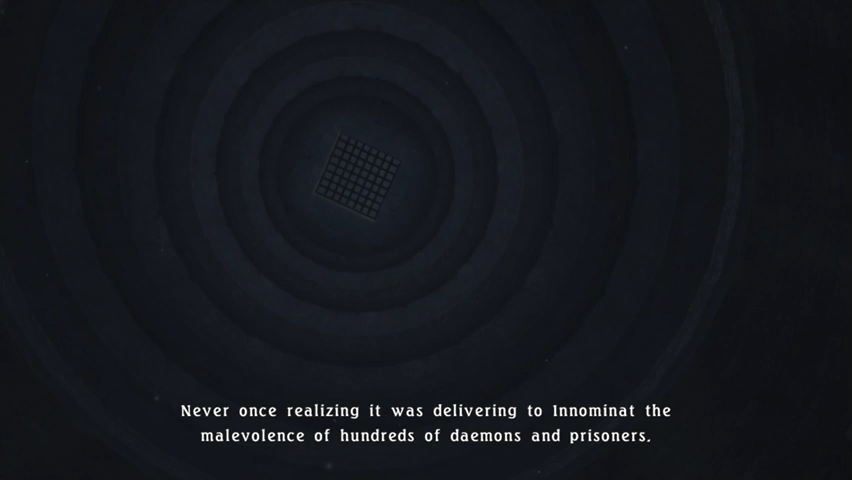 Never once realizing it was delivering to Innominat the
malevolence of hundreds of daemons and prisoners.